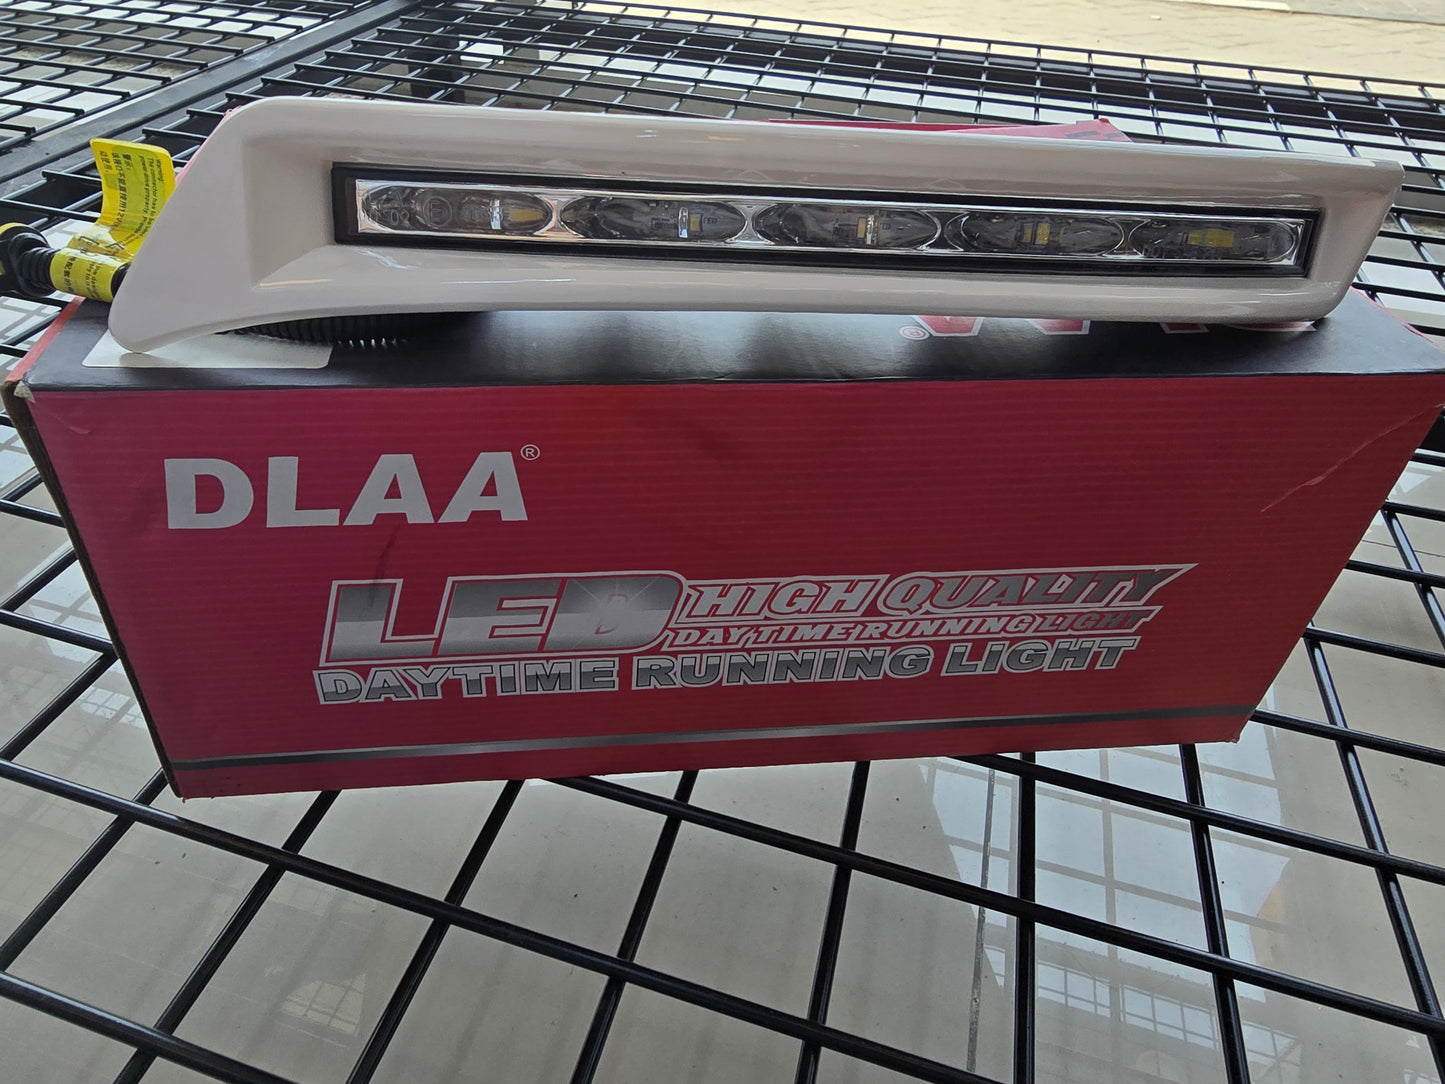 DLAA®
LED HIGH QUALITY
DAYTIME RUNNING LIGHT
DAYTIME RUNNING LIGHT